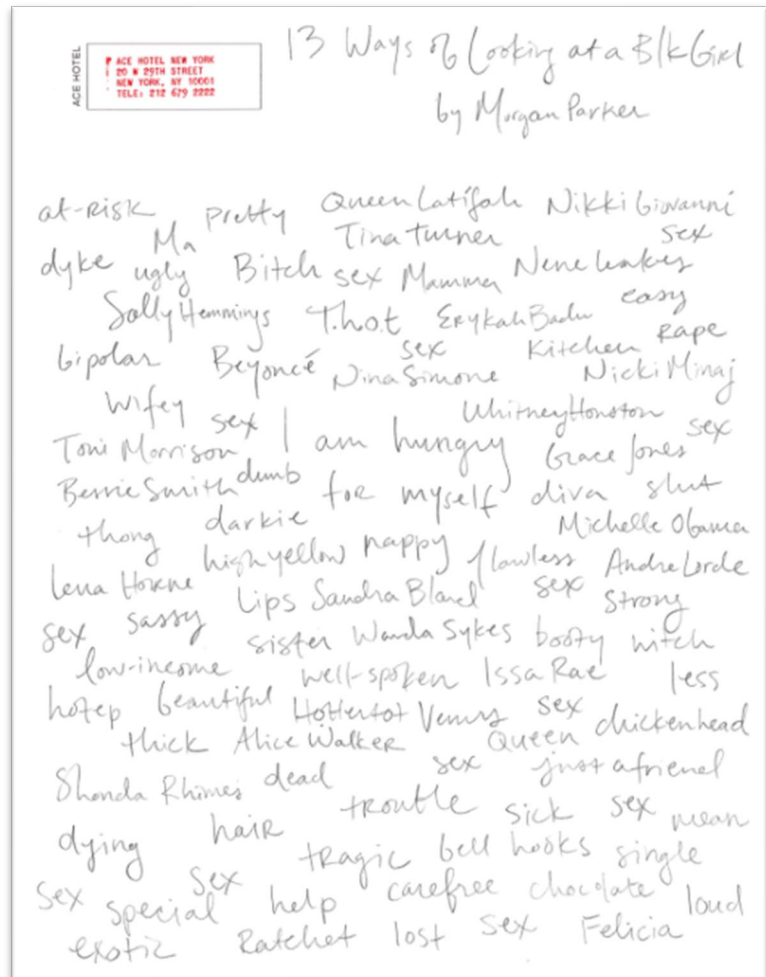 ACE HOTEL
ACE HOTEL NEW YORK
20 W 29TH STREET
NEW YORK, NY 10001
TELE: 212 679 2222
13 Ways of Looking at a Blk Girl
by Morgan Parker
at-risk pretty Queen Latifah Nikki Giovanni
Ma Tina Turner sex
dyke ugly Bitch sex Mamma Nene Leakes
Sally Hemmings T.h.o.t Erykah Badu easy
bipolar Beyoncé sex Kitchen Rape
Nina Simone Nicki Minaj
wifey sex Whitney Houston
Toni Morrison I am hungry Grace Jones sex
Bessie Smith dumb for myself diva slut
thong darkie Michelle Obama
Lena Horne high yellow nappy flawless Audre Lorde
sex sassy Lips Sandra Bland sex strong
sister Wanda Sykes booty witch
low-income well-spoken Issa Rae less
hotep beautiful Hottentot Venus sex
thick Alice Walker Queen chickenhead
Shonda Rhimes dead sex just a friend
dying hair trouble sick sex mean
tragic bell hooks single
sex special sex help carefree chocolate loud
exotic Ratchet lost sex Felicia